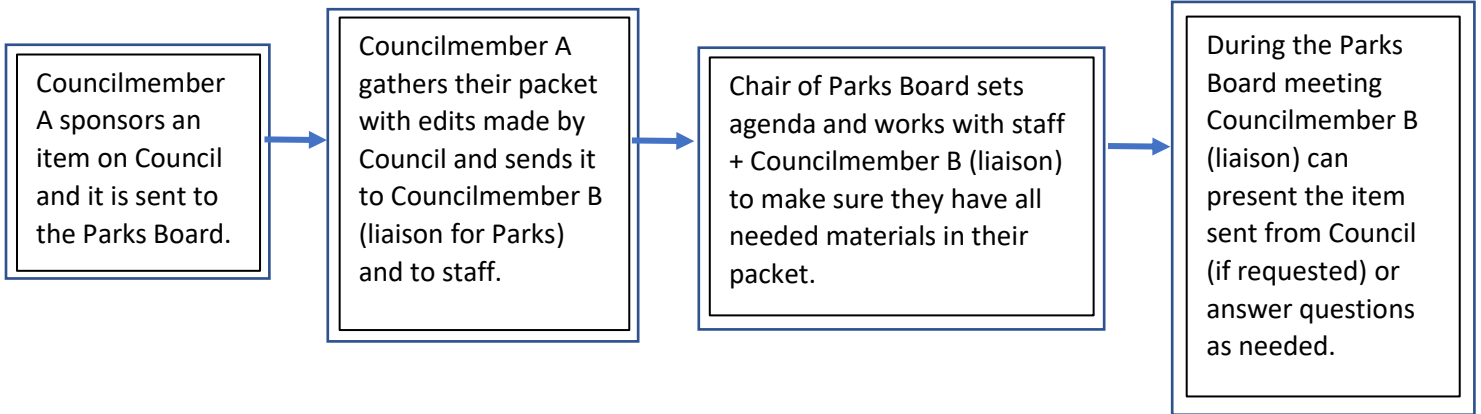 Councilmember
A sponsors an
item on Council
and it is sent to
the Parks Board.
Councilmember A
gathers their packet
with edits made by
Council and sends it
to Councilmember B
(liaison for Parks)
and to staff.
Chair of Parks Board sets
agenda and works with staff
+ Councilmember B (liaison)
to make sure they have all
needed materials in their
packet.
During the Parks
Board meeting
Councilmember B
(liaison) can
present the item
sent from Council
(if requested) or
answer questions
as needed.